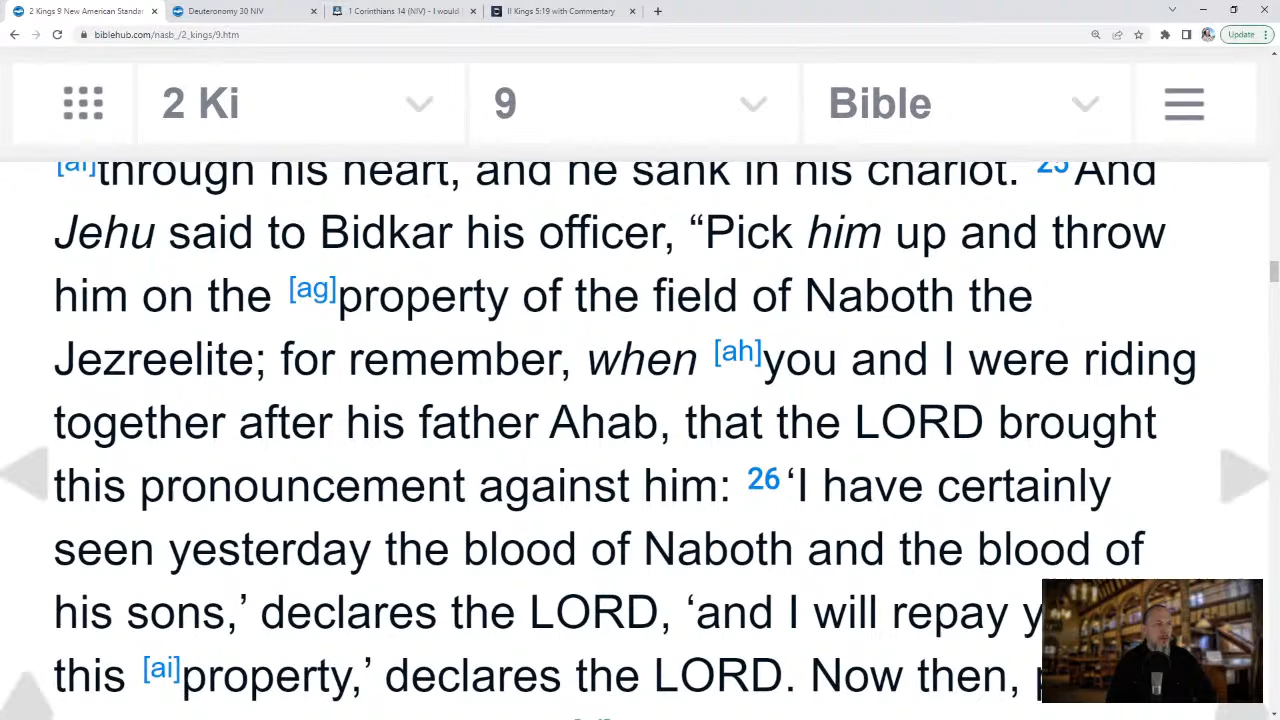 2 Kings 9 New American Standa
Deuteronomy 30 NIV
1 Corinthians 14 (NIV) - I would
II Kings 5:19 with Commentary
biblehub.com/nasb_/2_kings/9.htm
Update
2 Ki
9
Bible
through his heart, and he sank in his chariot. 25 And
Jehu said to Bidkar his officer, “Pick him up and throw
him on the [ag]property of the field of Naboth the
Jezreelite; for remember, when [ah]you and I were riding
together after his father Ahab, that the LORD brought
this pronouncement against him: 26 ‘I have certainly
seen yesterday the blood of Naboth and the blood of
his sons,’ declares the LORD, ‘and I will repay
this [ai]property,’ declares the LORD. Now then,